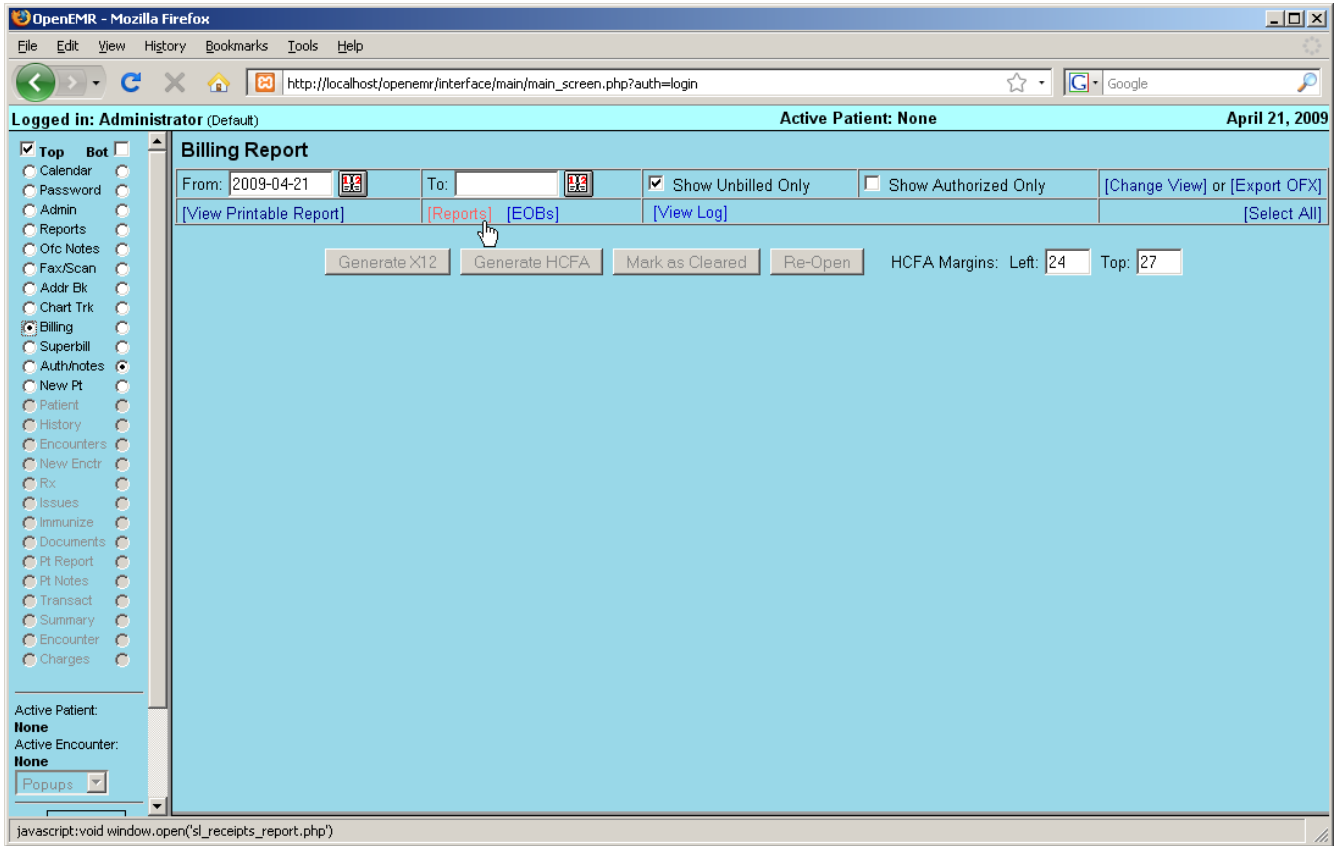 OpenEMR - Mozilla Firefox
File Edit View History Bookmarks Tools Help
http://localhost/openemr/interface/main/main_screen.php?auth=login
G Google
Logged in: Administrator (Default) Active Patient: None April 21, 2009
Top Bot
Calendar
Password
Admin
Reports
Ofc Notes
Fax/Scan
Addr Bk
Chart Trk
Billing
Superbill
Auth/notes
New Pt
Patient
History
Encounters
New Enctr
Rx
Issues
Immunize
Documents
Pt Report
Pt Notes
Transact
Summary
Encounter
Charges
Active Patient:
None
Active Encounter:
None
Popups
Billing Report
From: 2009-04-21 To: Show Unbilled Only Show Authorized Only [Change View] or [Export OFX]
[View Printable Report] [Reports] [EOBs] [View Log] [Select All]
Generate X12 Generate HCFA Mark as Cleared Re-Open HCFA Margins: Left: 24 Top: 27
javascript:void window.open('sl_receipts_report.php')